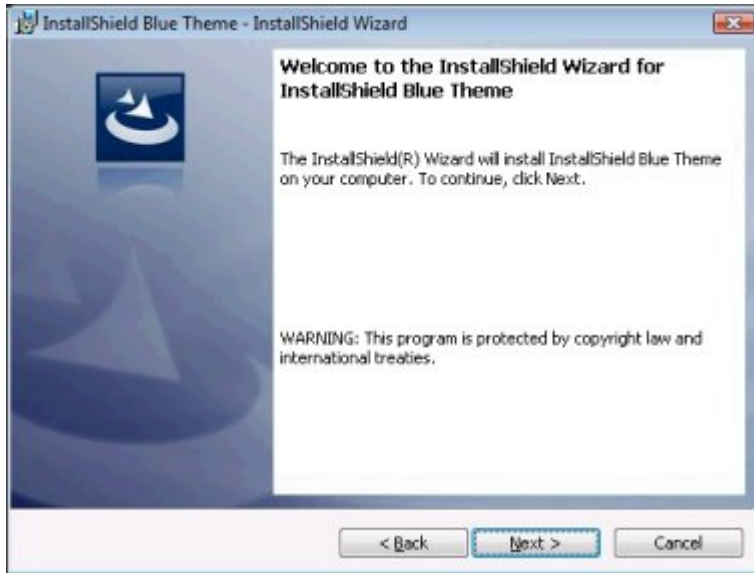 InstallShield Blue Theme - InstallShield Wizard
Welcome to the InstallShield Wizard for
InstallShield Blue Theme
The InstallShield(R) Wizard will install InstallShield Blue Theme
on your computer. To continue, click Next.
WARNING: This program is protected by copyright law and
international treaties.
< Back
Next >
Cancel